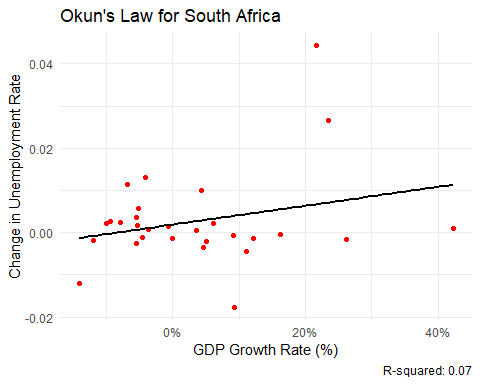 Okun's Law for South Africa
Change in Unemployment Rate
0.04
0.02
0.00
-0.02
0%
20%
40%
GDP Growth Rate (%)
R-squared: 0.07